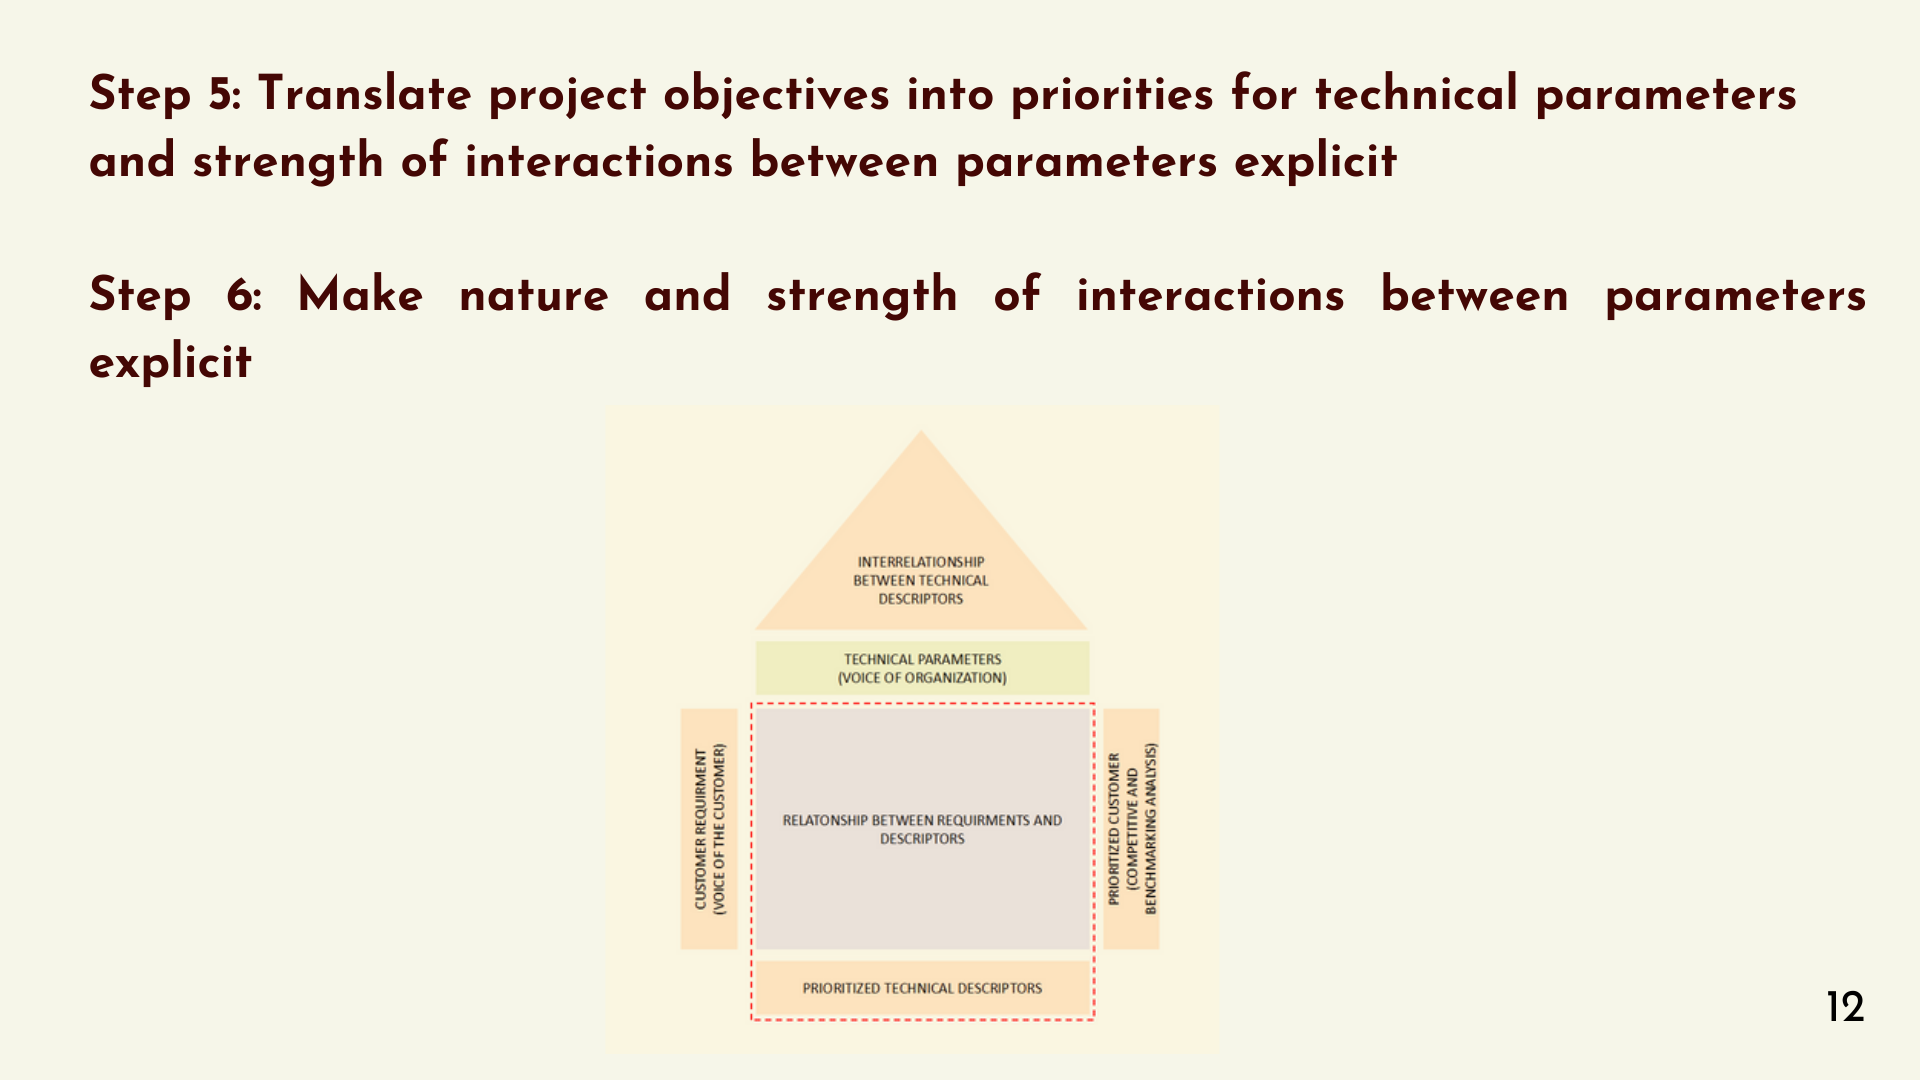 Step 5: Translate project objectives into priorities for technical parameters
and strength of interactions between parameters explicit
Step 6: Make nature and strength of interactions between parameters
explicit
INTERRELATIONSHIP
BETWEEN TECHNICAL
DESCRIPTORS
TECHNICAL PARAMETERS
(VOICE OF ORGANIZATION)
CUSTOMER REQUIRMENT
(VOICE OF THE CUSTOMER)
RELATONSHIP BETWEEN REQUIRMENTS AND
DESCRIPTORS
PRIORITIZED CUSTOMER
(COMPETITIVE AND
BENCHMARKING ANALYSIS)
PRIORITIZED TECHNICAL DESCRIPTORS
12